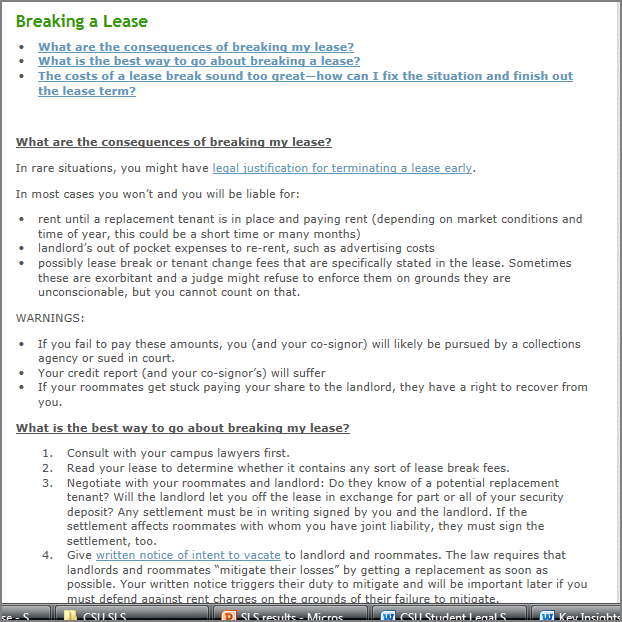 Breaking a Lease
• What are the consequences of breaking my lease?
• What is the best way to go about breaking a lease?
• The costs of a lease break sound too great—how can I fix the situation and finish out
the lease term?
What are the consequences of breaking my lease?
In rare situations, you might have legal justification for terminating a lease early.
In most cases you won’t and you will be liable for:
• rent until a replacement tenant is in place and paying rent (depending on market conditions and
time of year, this could be a short time or many months)
• landlord’s out of pocket expenses to re-rent, such as advertising costs
• possibly lease break or tenant change fees that are specifically stated in the lease. Sometimes
these are exorbitant and a judge might refuse to enforce them on grounds they are
unconscionable, but you cannot count on that.
WARNINGS:
• If you fail to pay these amounts, you (and your co-signor) will likely be pursued by a collections
agency or sued in court.
• Your credit report (and your co-signor’s) will suffer
• If your roommates get stuck paying your share to the landlord, they have a right to recover from
you.
What is the best way to go about breaking my lease?
1. Consult with your campus lawyers first.
2. Read your lease to determine whether it contains any sort of lease break fees.
3. Negotiate with your roommates and landlord: Do they know of a potential replacement
tenant? Will the landlord let you off the lease in exchange for part or all of your security
deposit? Any settlement must be in writing signed by you and the landlord. If the
settlement affects roommates with whom you have joint liability, they must sign the
settlement, too.
4. Give written notice of intent to vacate to landlord and roommates. The law requires that
landlords and roommates “mitigate their losses” by getting a replacement as soon as
possible. Your written notice triggers their duty to mitigate and will be important later if you
must defend against rent charges on the grounds of their failure to mitigate.
se - S CSU SLS SLS results - Micros... CSU Student Legal S... Key Insights